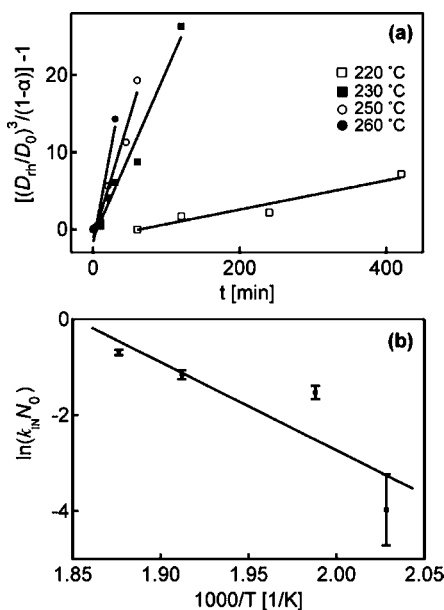 (a)
[(D_rh/D_0)^3/(1-α)] -1
20
10
0
□ 220 °C
■ 230 °C
○ 250 °C
● 260 °C
0 200 400
t [min]
(b)
ln(k_IN N_0)
0
-2
-4
1.85 1.90 1.95 2.00 2.05
1000/T [1/K]